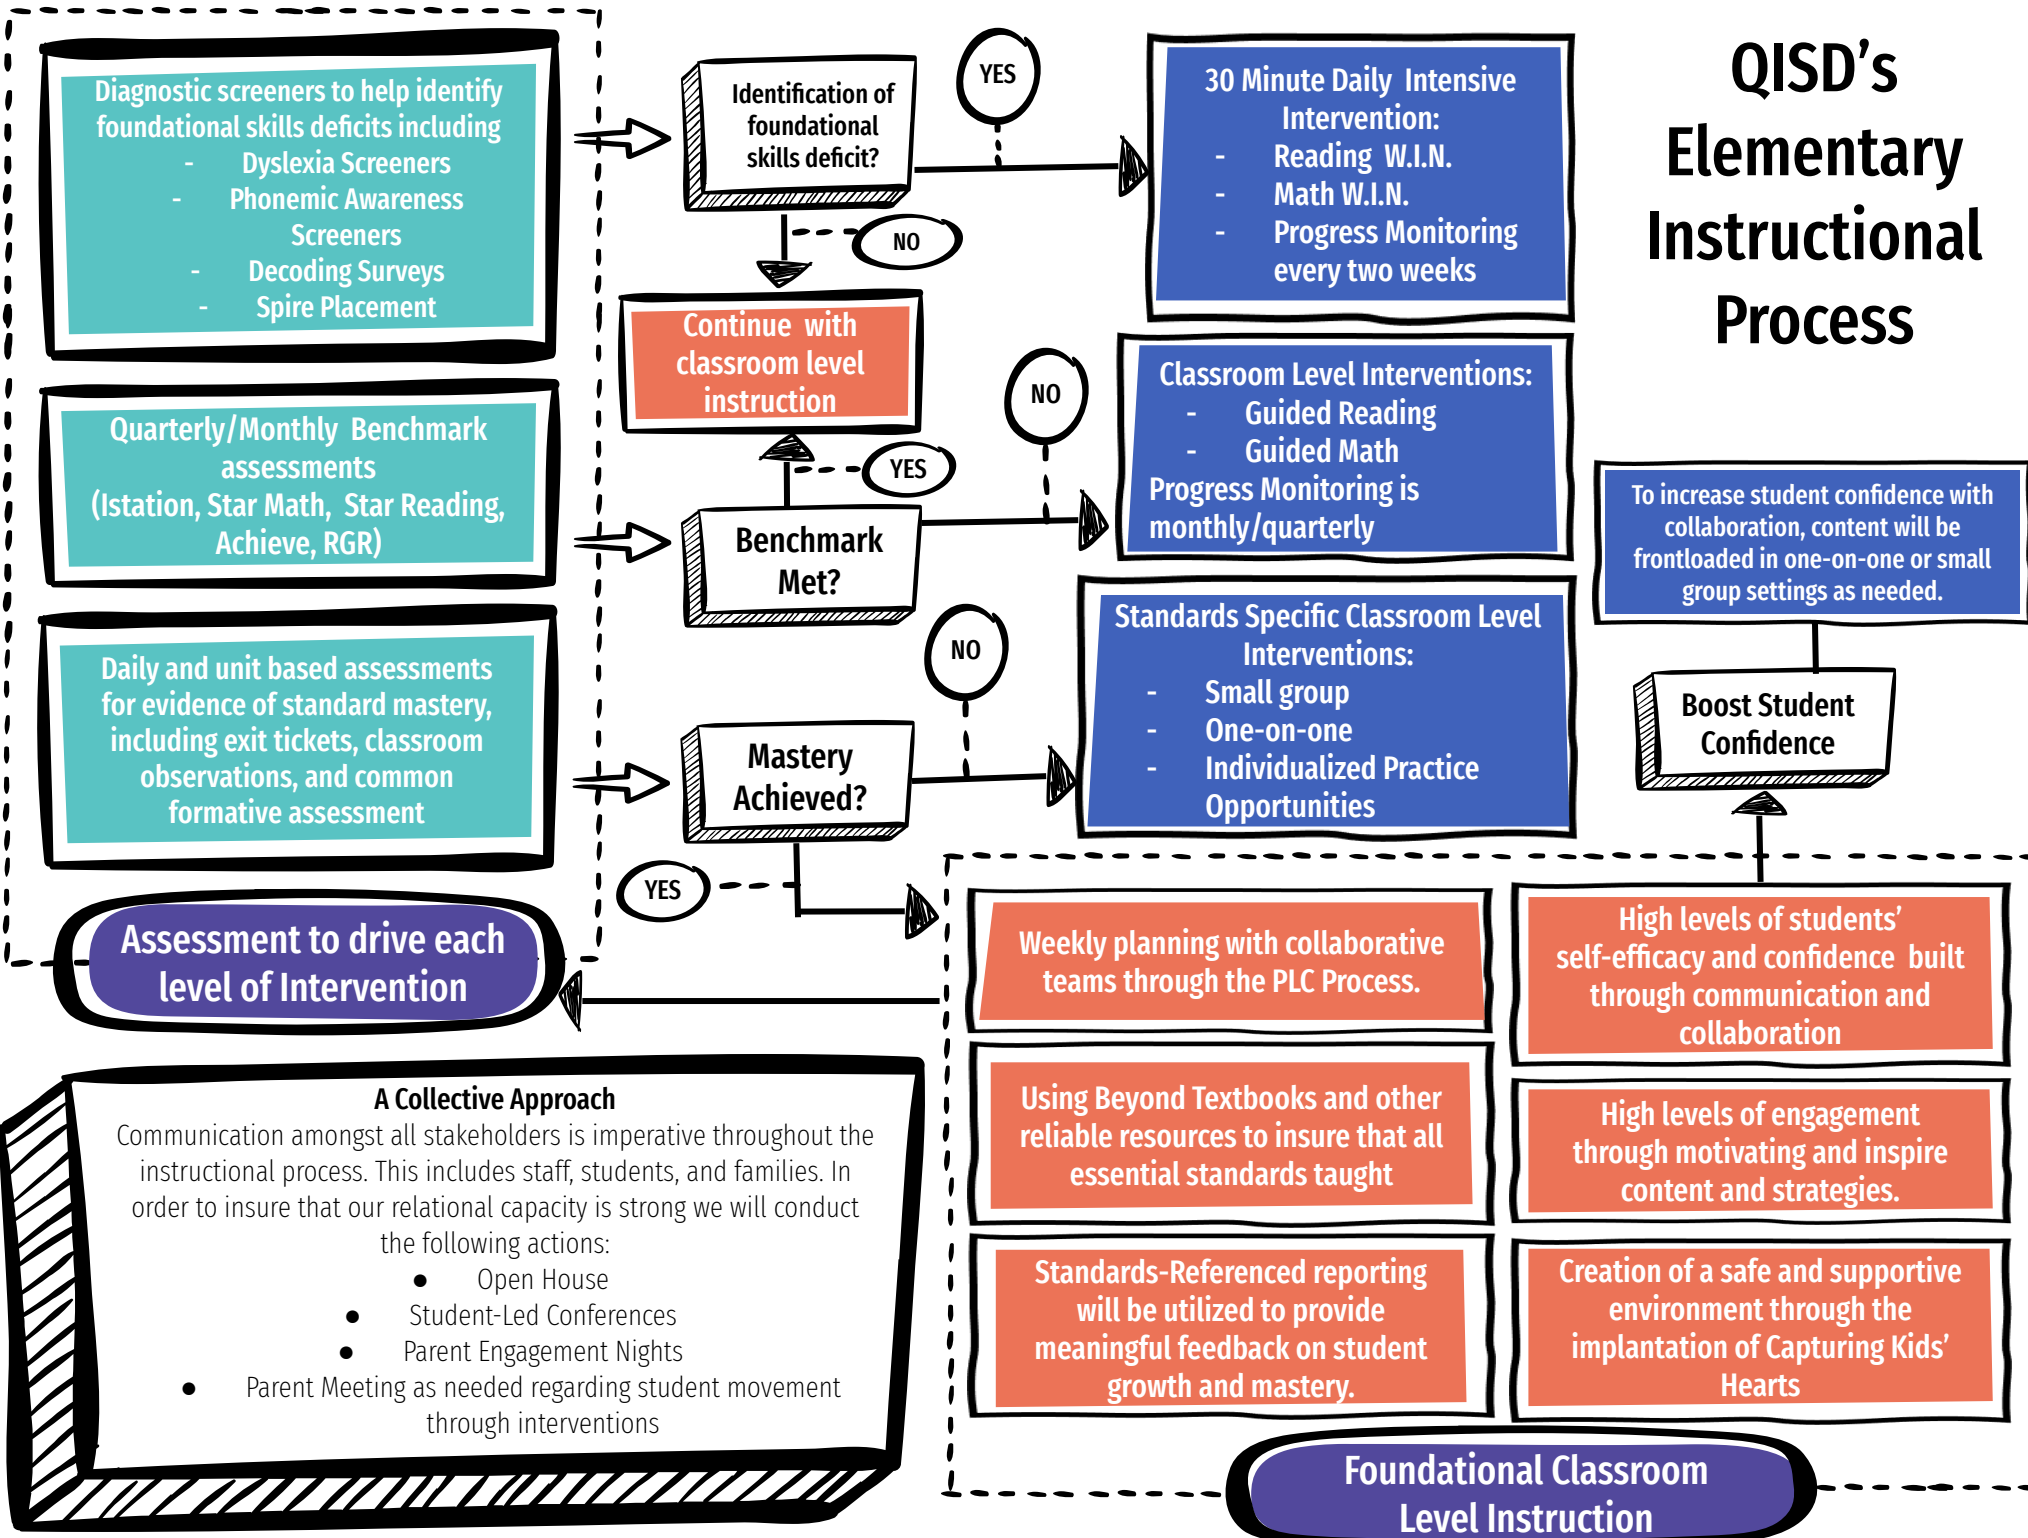 QISD's
Elementary
Instructional
Process
Diagnostic screeners to help identify
foundational skills deficits including
- Dyslexia Screeners
- Phonemic Awareness
Screeners
- Decoding Surveys
- Spire Placement
Identification of
foundational
skills deficit?
YES
NO
30 Minute Daily Intensive
Intervention:
- Reading W.I.N.
- Math W.I.N.
- Progress Monitoring
every two weeks
Continue with
classroom level
instruction
Quarterly/Monthly Benchmark
assessments
(Istation, Star Math, Star Reading,
Achieve, RGR)
YES
Benchmark
Met?
NO
Classroom Level Interventions:
- Guided Reading
- Guided Math
Progress Monitoring is
monthly/quarterly
Daily and unit based assessments
for evidence of standard mastery,
including exit tickets, classroom
observations, and common
formative assessment
Mastery
Achieved?
NO
YES
Standards Specific Classroom Level
Interventions:
- Small group
- One-on-one
- Individualized Practice
Opportunities
To increase student confidence with
collaboration, content will be
frontloaded in one-on-one or small
group settings as needed.
Boost Student
Confidence
Assessment to drive each
level of Intervention
Weekly planning with collaborative
teams through the PLC Process.
Using Beyond Textbooks and other
reliable resources to insure that all
essential standards taught
Standards-Referenced reporting
will be utilized to provide
meaningful feedback on student
growth and mastery.
High levels of students'
self-efficacy and confidence built
through communication and
collaboration
High levels of engagement
through motivating and inspire
content and strategies.
Creation of a safe and supportive
environment through the
implantation of Capturing Kids'
Hearts
Foundational Classroom
Level Instruction
A Collective Approach
Communication amongst all stakeholders is imperative throughout the
instructional process. This includes staff, students, and families. In
order to insure that our relational capacity is strong we will conduct
the following actions:
● Open House
● Student-Led Conferences
● Parent Engagement Nights
● Parent Meeting as needed regarding student movement
through interventions